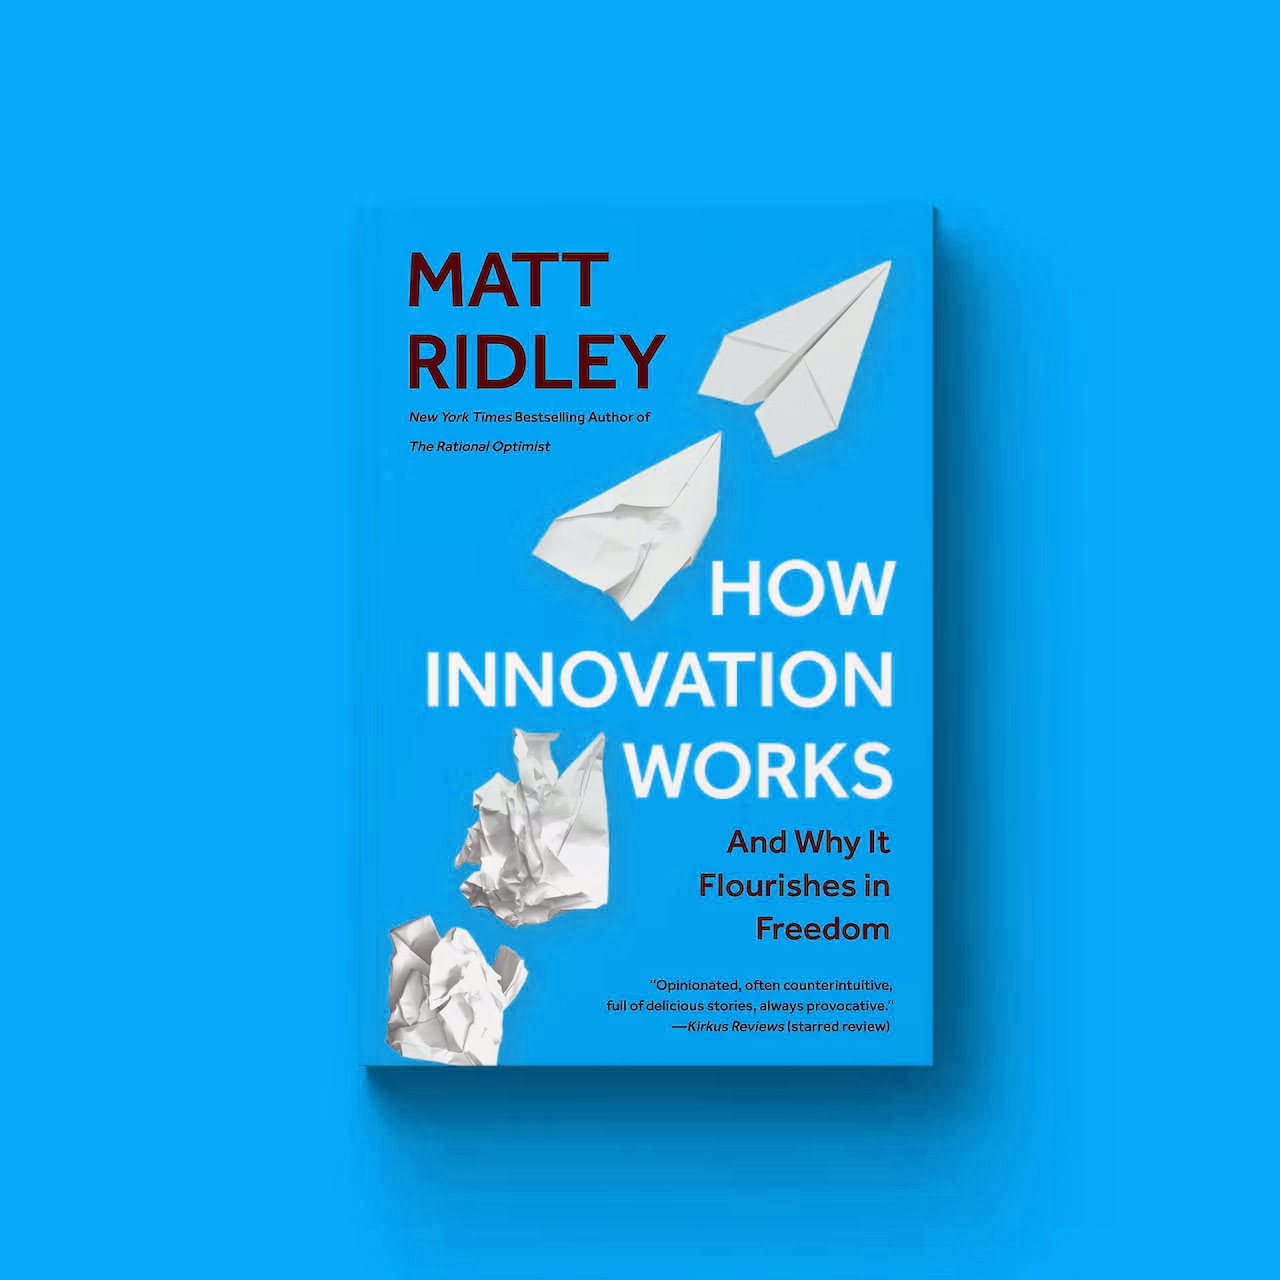 MATT
RIDLEY
New York Times Bestselling Author of
The Rational Optimist
HOW
INNOVATION
WORKS
And Why It
Flourishes in
Freedom
"Opinionated, often counterintuitive,
full of delicious stories, always provocative."
—Kirkus Reviews (starred review)